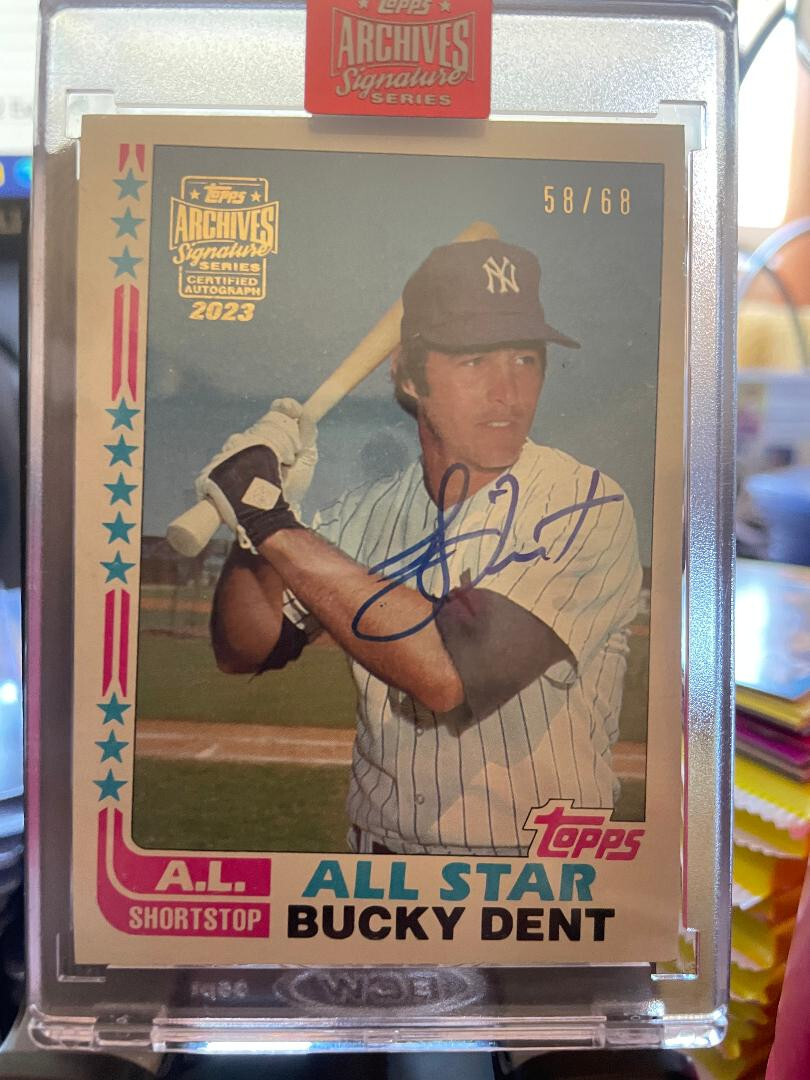 Topps
ARCHIVES
Signature
SERIES
58/68
Topps
ARCHIVES
Signature
SERIES
CERTIFIED
AUTOGRAPH
2023
NY
B. Dent
Topps
A.L.
ALL STAR
SHORTSTOP
BUCKY DENT